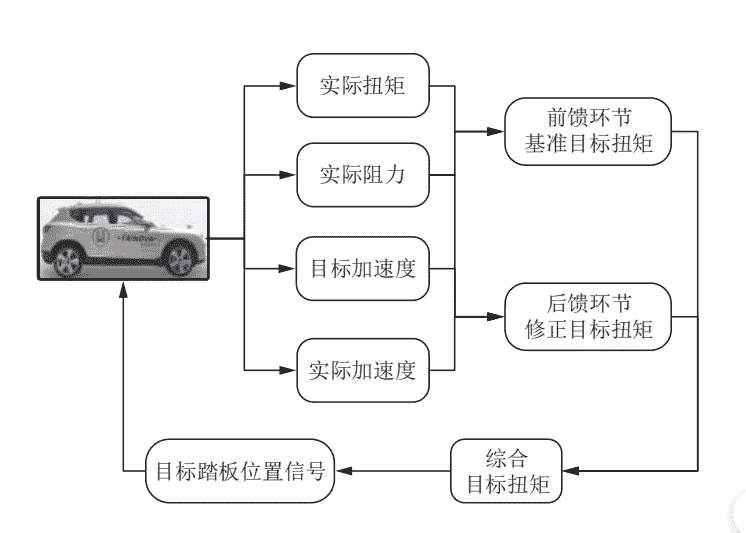 实际扭矩
实际阻力
目标加速度
实际加速度
前馈环节
基准目标扭矩
后馈环节
修正目标扭矩
综合
目标扭矩
目标踏板位置信号